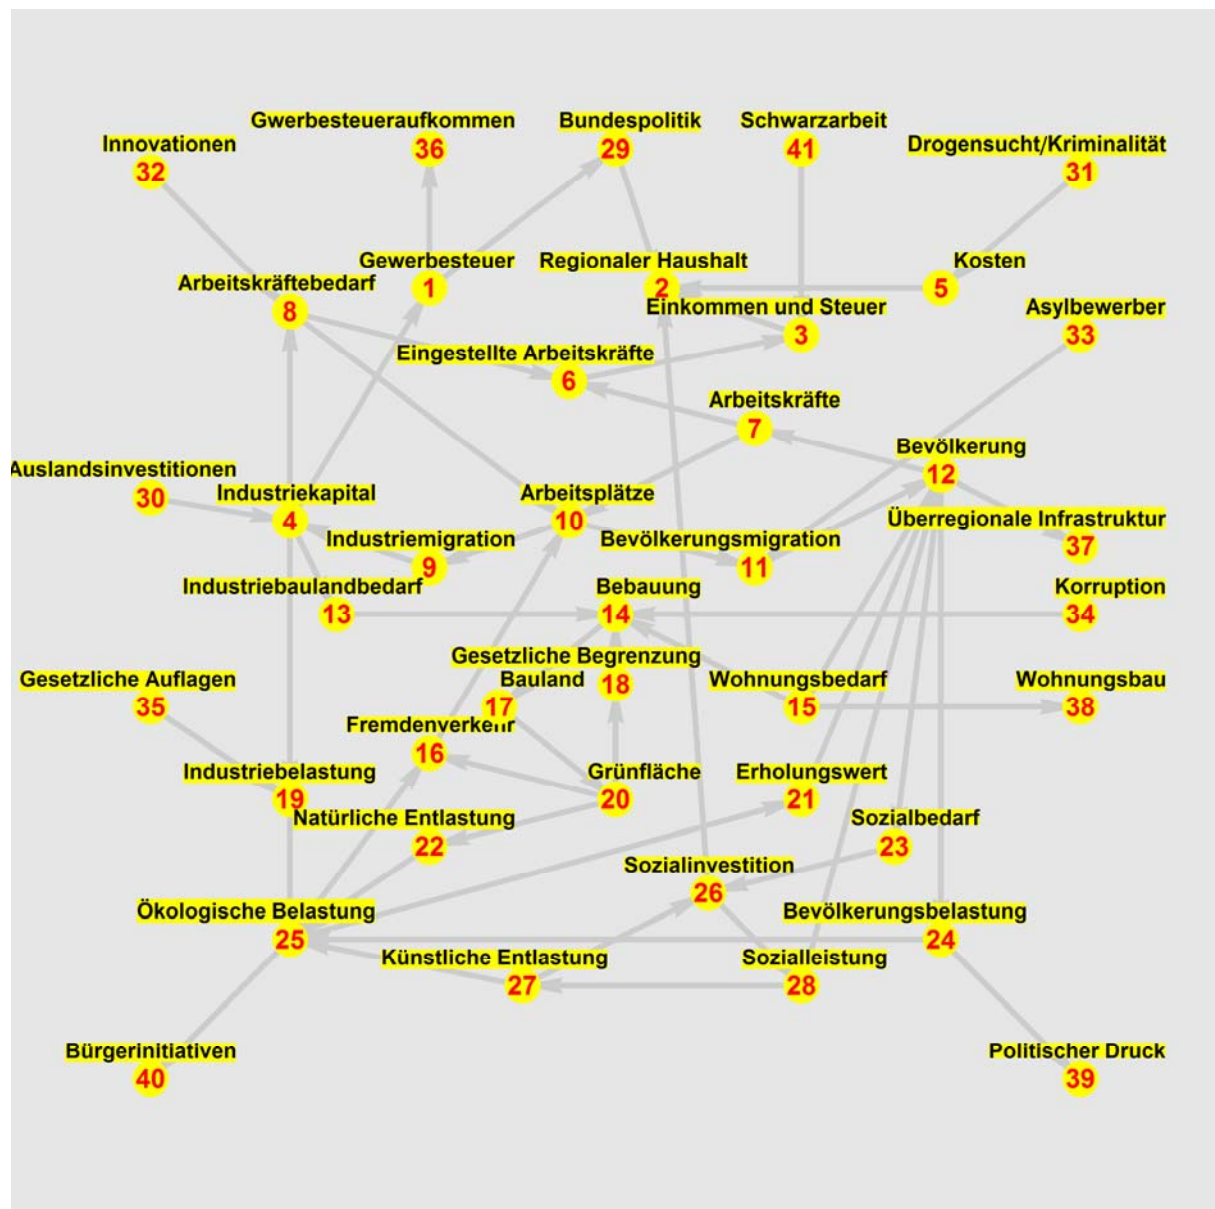 Gwerbesteueraufkommen
36
Bundespolitik
29
Schwarzarbeit
41
Innovationen
32
Drogensucht/Kriminalität
31
Gewerbesteuer
1
Regionaler Haushalt
2
Kosten
5
Arbeitskräftebedarf
8
Einkommen und Steuer
3
Asylbewerber
33
Eingestellte Arbeitskräfte
6
Arbeitskräfte
7
Bevölkerung
12
Auslandsinvestitionen
30
Industriekapital
4
Arbeitsplätze
10
Überregionale Infrastruktur
37
Industriemigration
9
Bevölkerungsmigration
11
Industriebaulandbedarf
13
Bebauung
14
Korruption
34
Gesetzliche Begrenzung
18
Gesetzliche Auflagen
35
Bauland
17
Wohnungsbedarf
15
Wohnungsbau
38
Fremdenverkehr
16
Industriebelastung
19
Grünfläche
20
Erholungswert
21
Natürliche Entlastung
22
Sozialbedarf
23
Sozialinvestition
26
Ökologische Belastung
25
Bevölkerungsbelastung
24
Künstliche Entlastung
27
Sozialleistung
28
Bürgerinitiativen
40
Politischer Druck
39